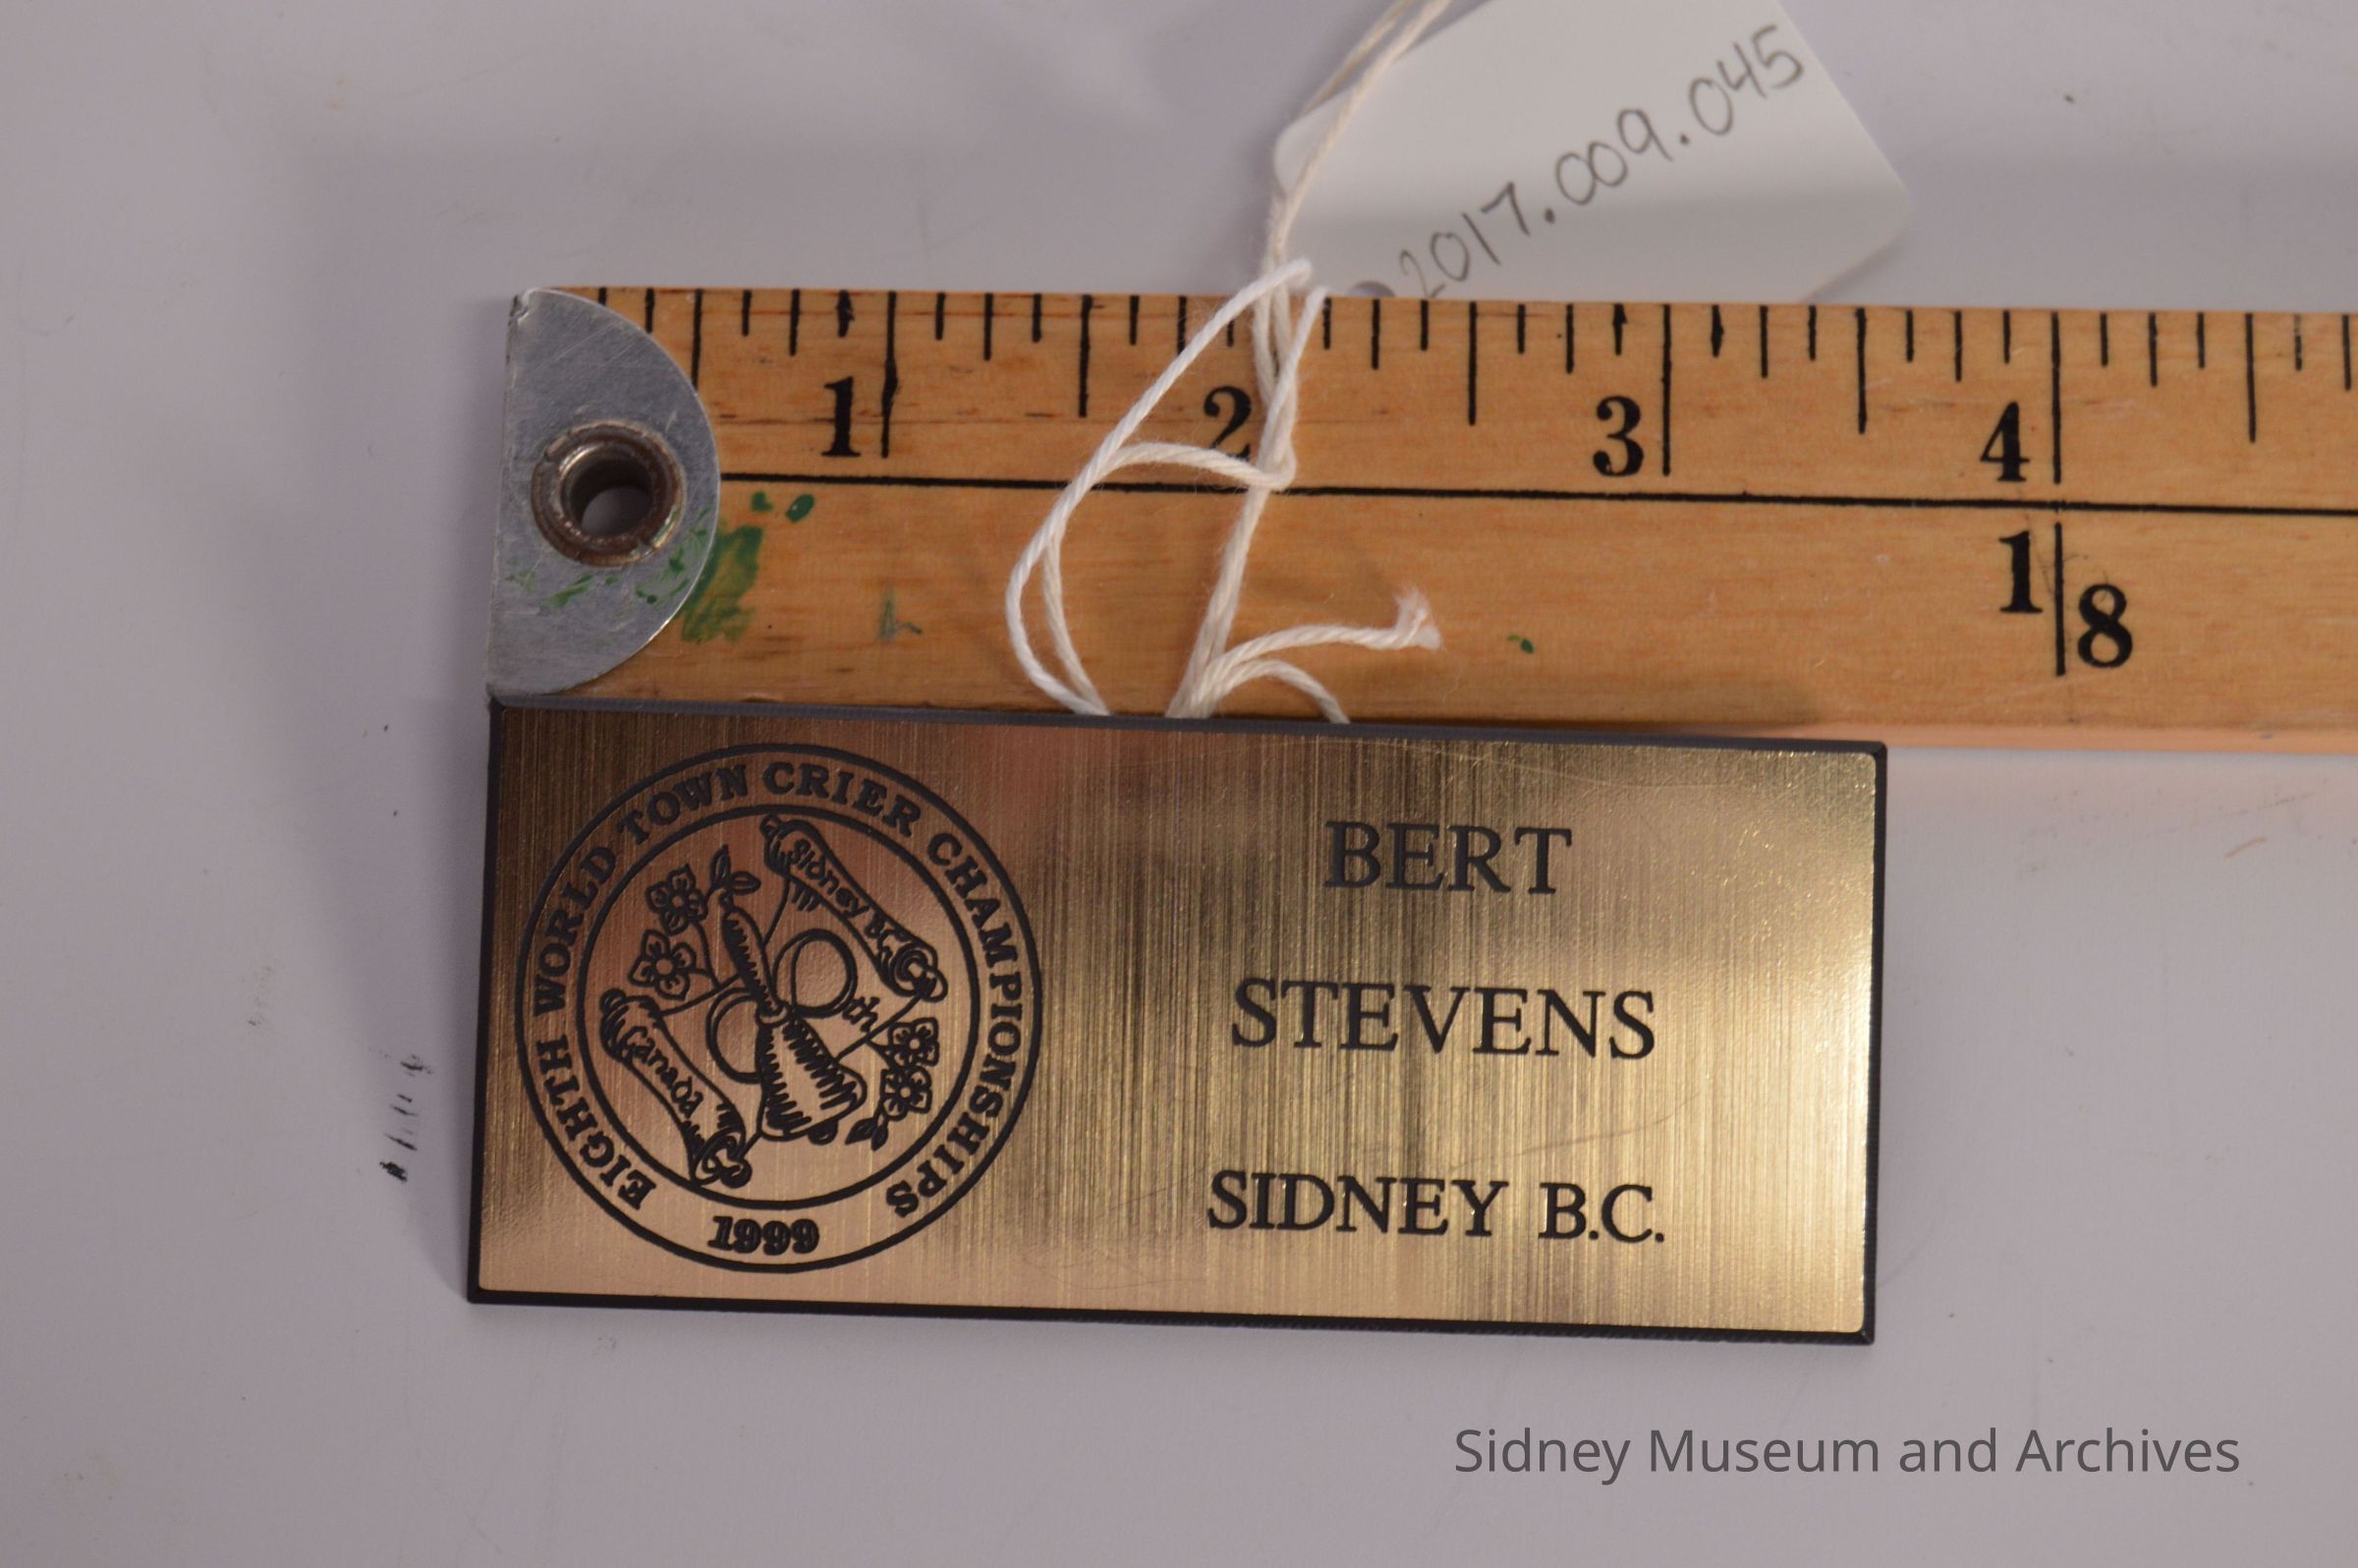 2017.009.045
1 2 3 4
1 8
EIGHTH WORLD TOWN CRIER CHAMPIONSHIPS
Sidney BC
8th
Canada
1999
BERT
STEVENS
SIDNEY B.C.
Sidney Museum and Archives